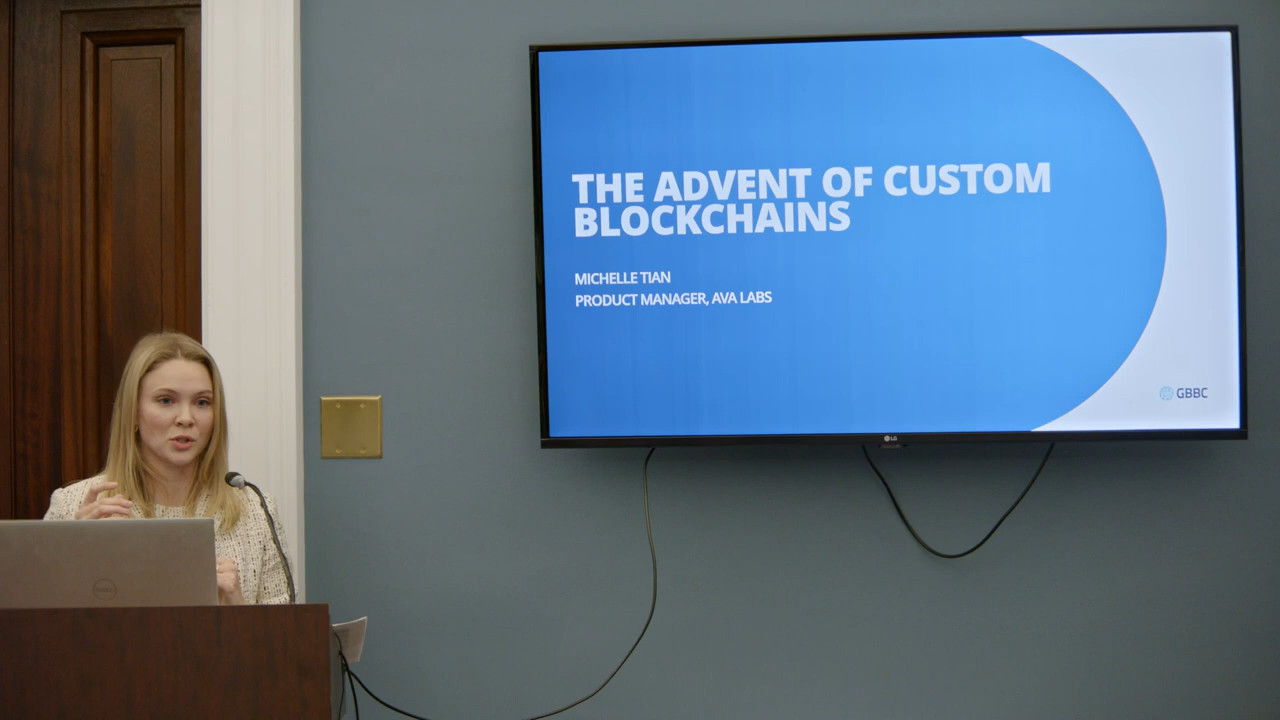 THE ADVENT OF CUSTOM
BLOCKCHAINS
MICHELLE TIAN
PRODUCT MANAGER, AVA LABS
GBBC
LG
DELL